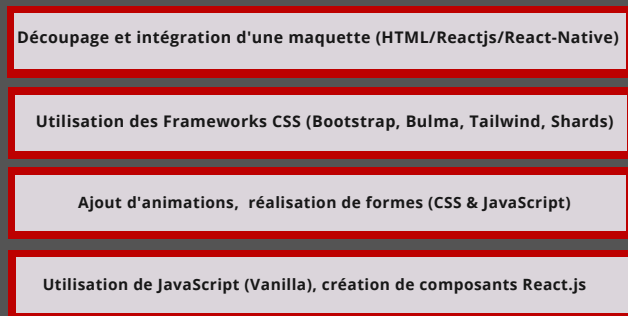 Découpage et intégration d'une maquette (HTML/Reactjs/React-Native)
Utilisation des Frameworks CSS (Bootstrap, Bulma, Tailwind, Shards)
Ajout d'animations, réalisation de formes (CSS & JavaScript)
Utilisation de JavaScript (Vanilla), création de composants React.js